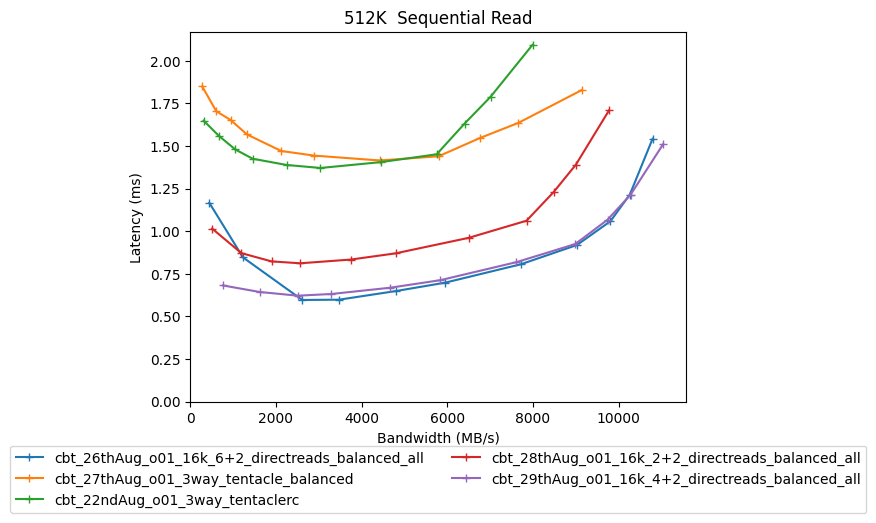 512K  Sequential Read
2.00
1.75
1.50
1.25
1.00
0.75
0.50
0.25
0.00
Latency (ms)
0 2000 4000 6000 8000 10000
Bandwidth (MB/s)
cbt_26thAug_o01_16k_6+2_directreads_balanced_all
cbt_27thAug_o01_3way_tentacle_balanced
cbt_22ndAug_o01_3way_tentaclerc
cbt_28thAug_o01_16k_2+2_directreads_balanced_all
cbt_29thAug_o01_16k_4+2_directreads_balanced_all